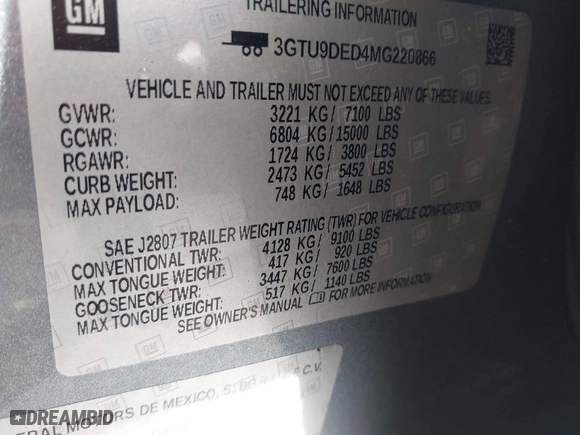 GM
TRAILERING INFORMATION
3GTU9DED4MG220866
VEHICLE AND TRAILER MUST NOT EXCEED ANY OF THESE VALUES
GVWR: 3221 KG/ 7100 LBS
GCWR: 6804 KG/ 15000 LBS
RGAWR: 1724 KG/ 3800 LBS
CURB WEIGHT: 2473 KG/ 5452 LBS
MAX PAYLOAD: 748 KG/ 1648 LBS
SAE J2807 TRAILER WEIGHT RATING (TWR) FOR VEHICLE CONFIGURATION
CONVENTIONAL TWR: 4128 KG/ 9100 LBS
MAX TONGUE WEIGHT: 417 KG/ 920 LBS
GOOSENECK TWR: 3447 KG/ 7600 LBS
MAX TONGUE WEIGHT: 517 KG/ 1140 LBS
SEE OWNER'S MANUAL FOR MORE INFORMATION
ERAL MOTORS DE MEXICO, S. DE R.L. DE C.V.
DREAMBID